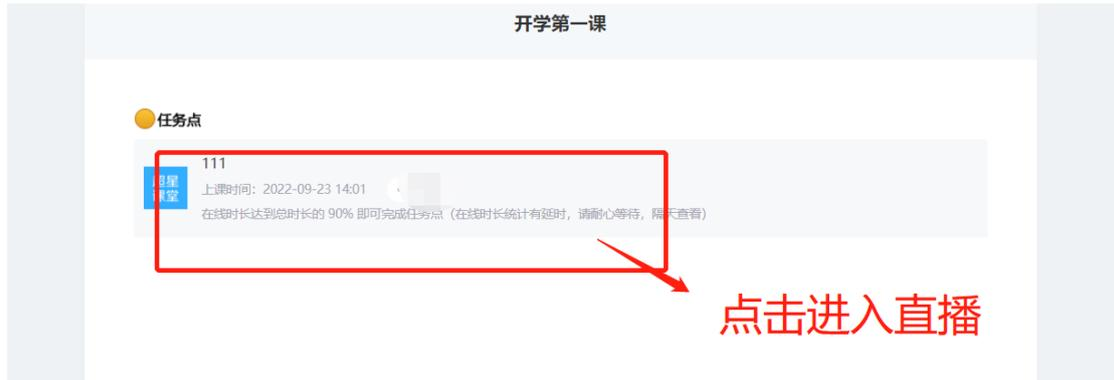 开学第一课
任务点
111
超星
课堂
上课时间：2022-09-23 14:01
在线时长达到总时长的 90% 即可完成任务点（在线时长统计有延时，请耐心等待，隔天查看）
点击进入直播